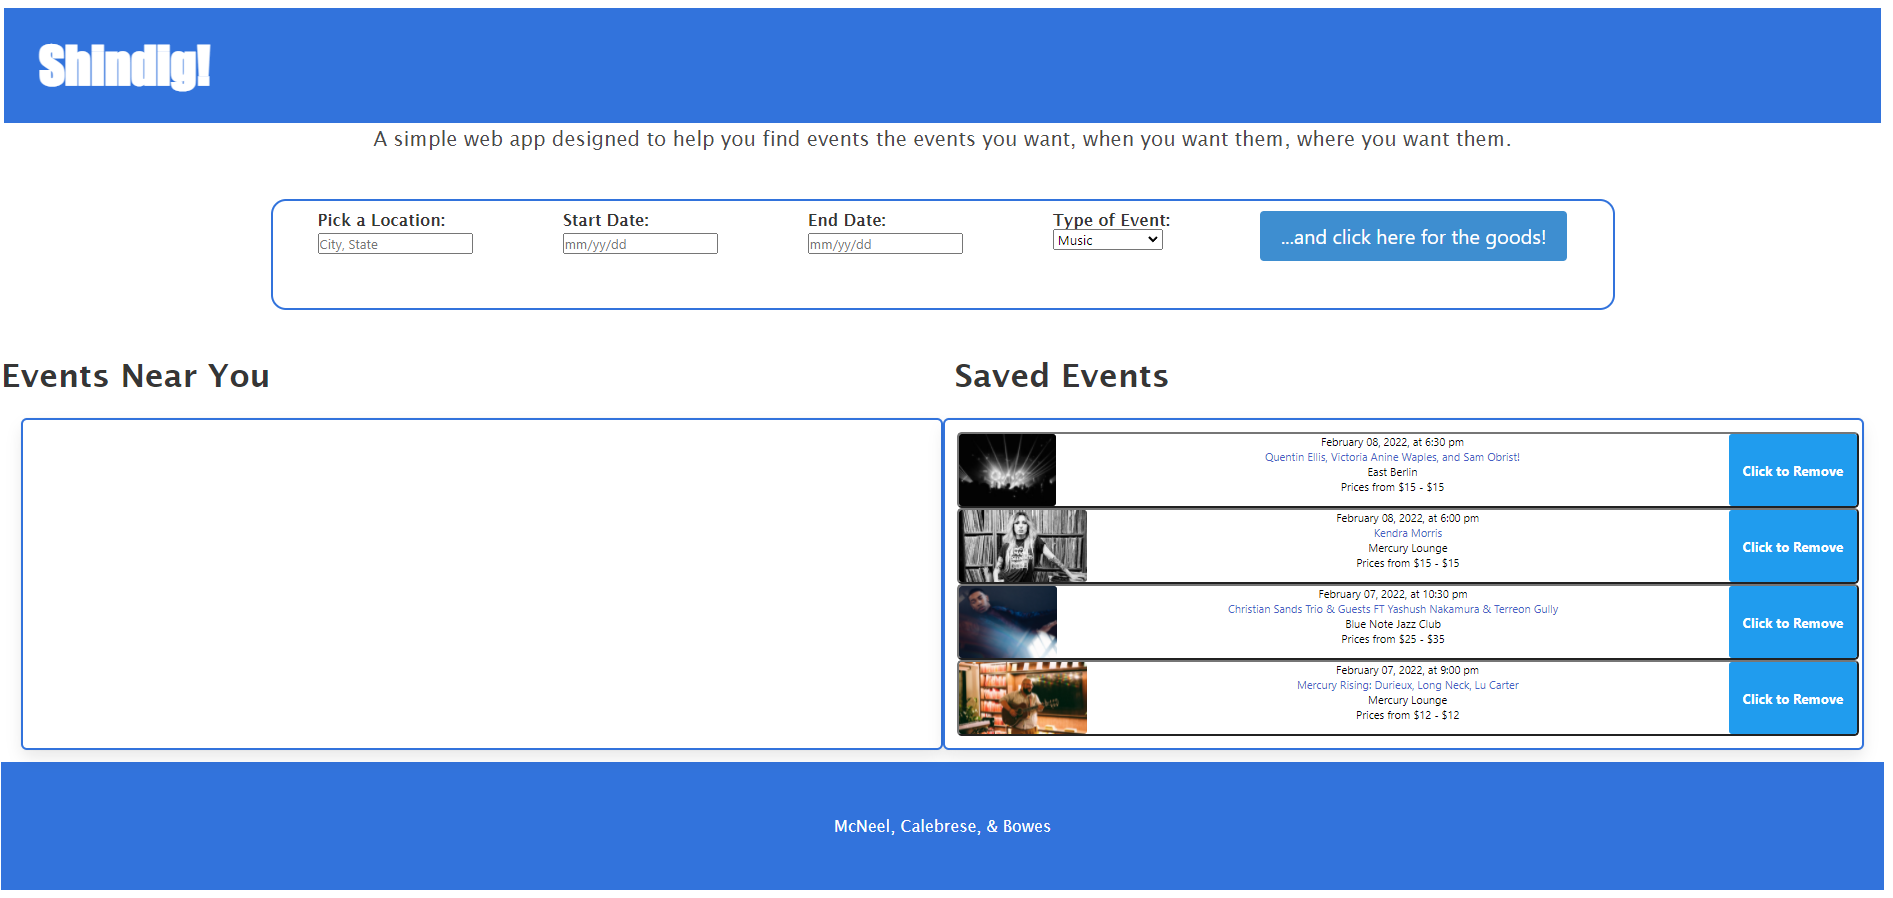 Shindig!
A simple web app designed to help you find events the events you want, when you want them, where you want them.
Pick a Location:
City, State
Start Date:
mm/yy/dd
End Date:
mm/yy/dd
Type of Event:
Music
...and click here for the goods!
Events Near You
Saved Events
February 08, 2022, at 6:30 pm
Quentin Ellis, Victoria Anine Waples, and Sam Obrist!
East Berlin
Prices from $15 - $15
Click to Remove
February 08, 2022, at 6:00 pm
Kendra Morris
Mercury Lounge
Prices from $15 - $15
Click to Remove
February 07, 2022, at 10:30 pm
Christian Sands Trio & Guests FT Yashush Nakamura & Terreon Gully
Blue Note Jazz Club
Prices from $25 - $35
Click to Remove
February 07, 2022, at 9:00 pm
Mercury Rising: Durieux, Long Neck, Lu Carter
Mercury Lounge
Prices from $12 - $12
Click to Remove
McNeel, Calebrese, & Bowes